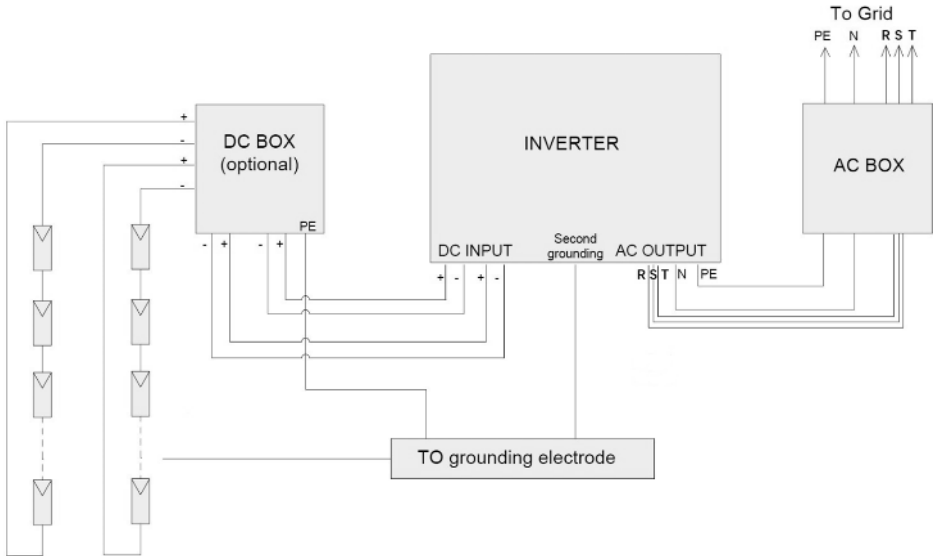 To Grid
PE N R S T
+
-
+
-
DC BOX
(optional)
PE
- + - +
INVERTER
DC INPUT
+ - + -
Second
grounding
AC OUTPUT
R S T N PE
AC BOX
TO grounding electrode